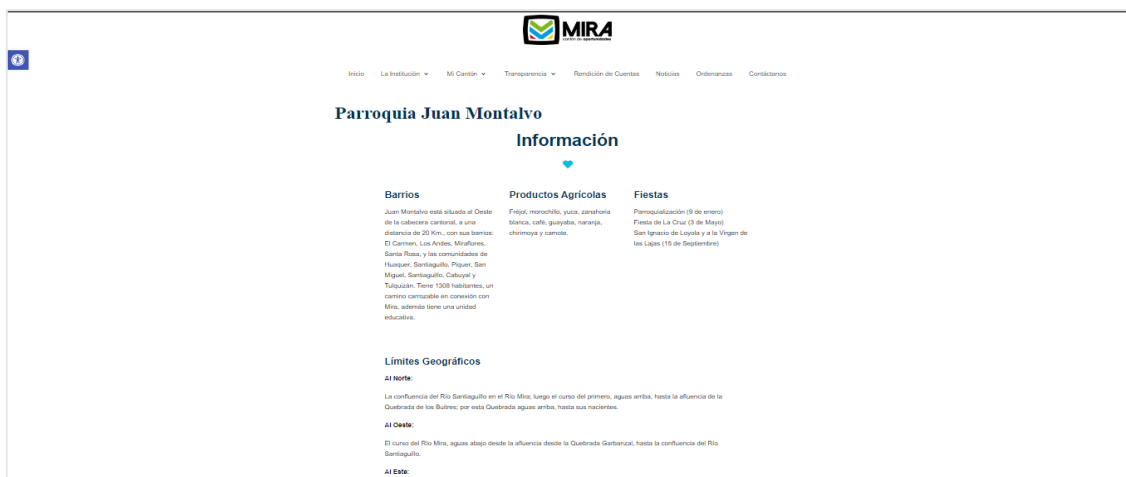 MIRA
cantón de oportunidades
Inicio La Institución Mi Cantón Transparencia Rendición de Cuentas Noticias Ordenanzas Contáctanos
Parroquia Juan Montalvo
Información
Barrios
Juan Montalvo está situada al Oeste
de la cabecera cantonal, a una
distancia de 20 Km., con sus barrios:
El Carmen, Los Andes, Miraflores,
Santa Rosa, y las comunidades de
Huaquer, Santiaguillo, Piquer, San
Miguel, Santiaguillo, Cabuyal y
Tulquizán. Tiene 1308 habitantes, un
camino carrozable en conexión con
Mira, además tiene una unidad
educativa.
Productos Agrícolas
Fréjol, morochillo, yuca, zanahoria
blanca, café, guayaba, naranja,
chirimoya y camote.
Fiestas
Parroquialización (9 de enero)
Fiesta de La Cruz (3 de Mayo)
San Ignacio de Loyola y a la Virgen de
las Lajas (15 de Septiembre)
Límites Geográficos
Al Norte:
La confluencia del Río Santiaguillo en el Río Mira; luego el curso del primero, aguas arriba, hasta la afluencia de la
Quebrada de los Buitres; por esta Quebrada aguas arriba, hasta sus nacientes.
Al Oeste:
El curso del Río Mira, aguas abajo desde la afluencia desde la Quebrada Garbanzal, hasta la confluencia del Río
Santiaguillo.
Al Este: